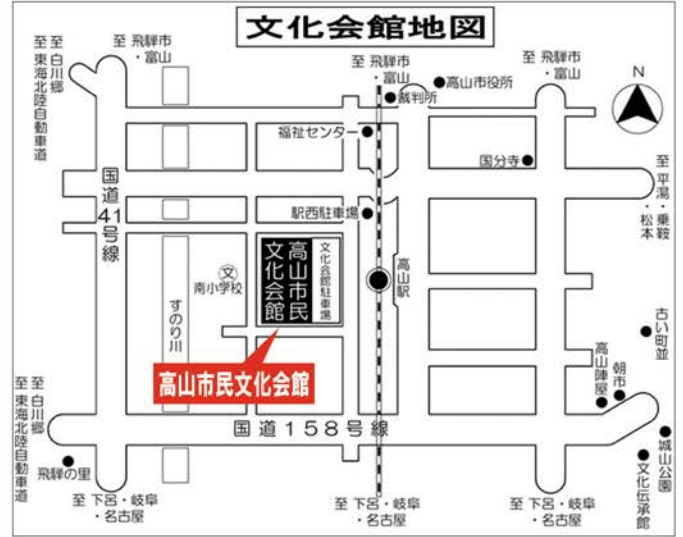 文化会館地図
至 白川郷
至 東海北陸自動車道
至 飛騨市
・富山
至 飛騨市
・富山
至 飛騨市
・富山
高山市役所
裁判所
N
福祉センター
国分寺
国道41号線
至 平湯・乗鞍
・松本
駅西駐車場
文化会館駐車場
高山市民
文化会館
文
南小学校
高山駅
すのり川
古い町並
高山市民文化会館
高山陣屋
朝市
至 白川郷
至 東海北陸自動車道
国道158号線
城山公園
文化伝承館
飛騨の里
至 下呂・岐阜
・名古屋
至 下呂・岐阜
・名古屋
至 下呂・岐阜
・名古屋